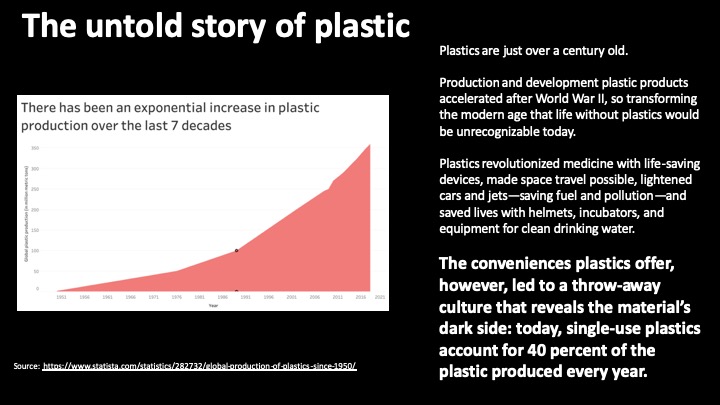 The untold story of plastic
There has been an exponential increase in plastic
production over the last 7 decades
Global plastic production (in million metric tons)
350
300
250
200
150
100
50
0
1951 1956 1961 1966 1971 1976 1981 1986 1991 1996 2001 2006 2011 2016 2021
Year
Source: https://www.statista.com/statistics/282732/global-production-of-plastics-since-1950/
Plastics are just over a century old.
Production and development plastic products
accelerated after World War II, so transforming
the modern age that life without plastics would
be unrecognizable today.
Plastics revolutionized medicine with life-saving
devices, made space travel possible, lightened
cars and jets—saving fuel and pollution—and
saved lives with helmets, incubators, and
equipment for clean drinking water.
The conveniences plastics offer,
however, led to a throw-away
culture that reveals the material's
dark side: today, single-use plastics
account for 40 percent of the
plastic produced every year.